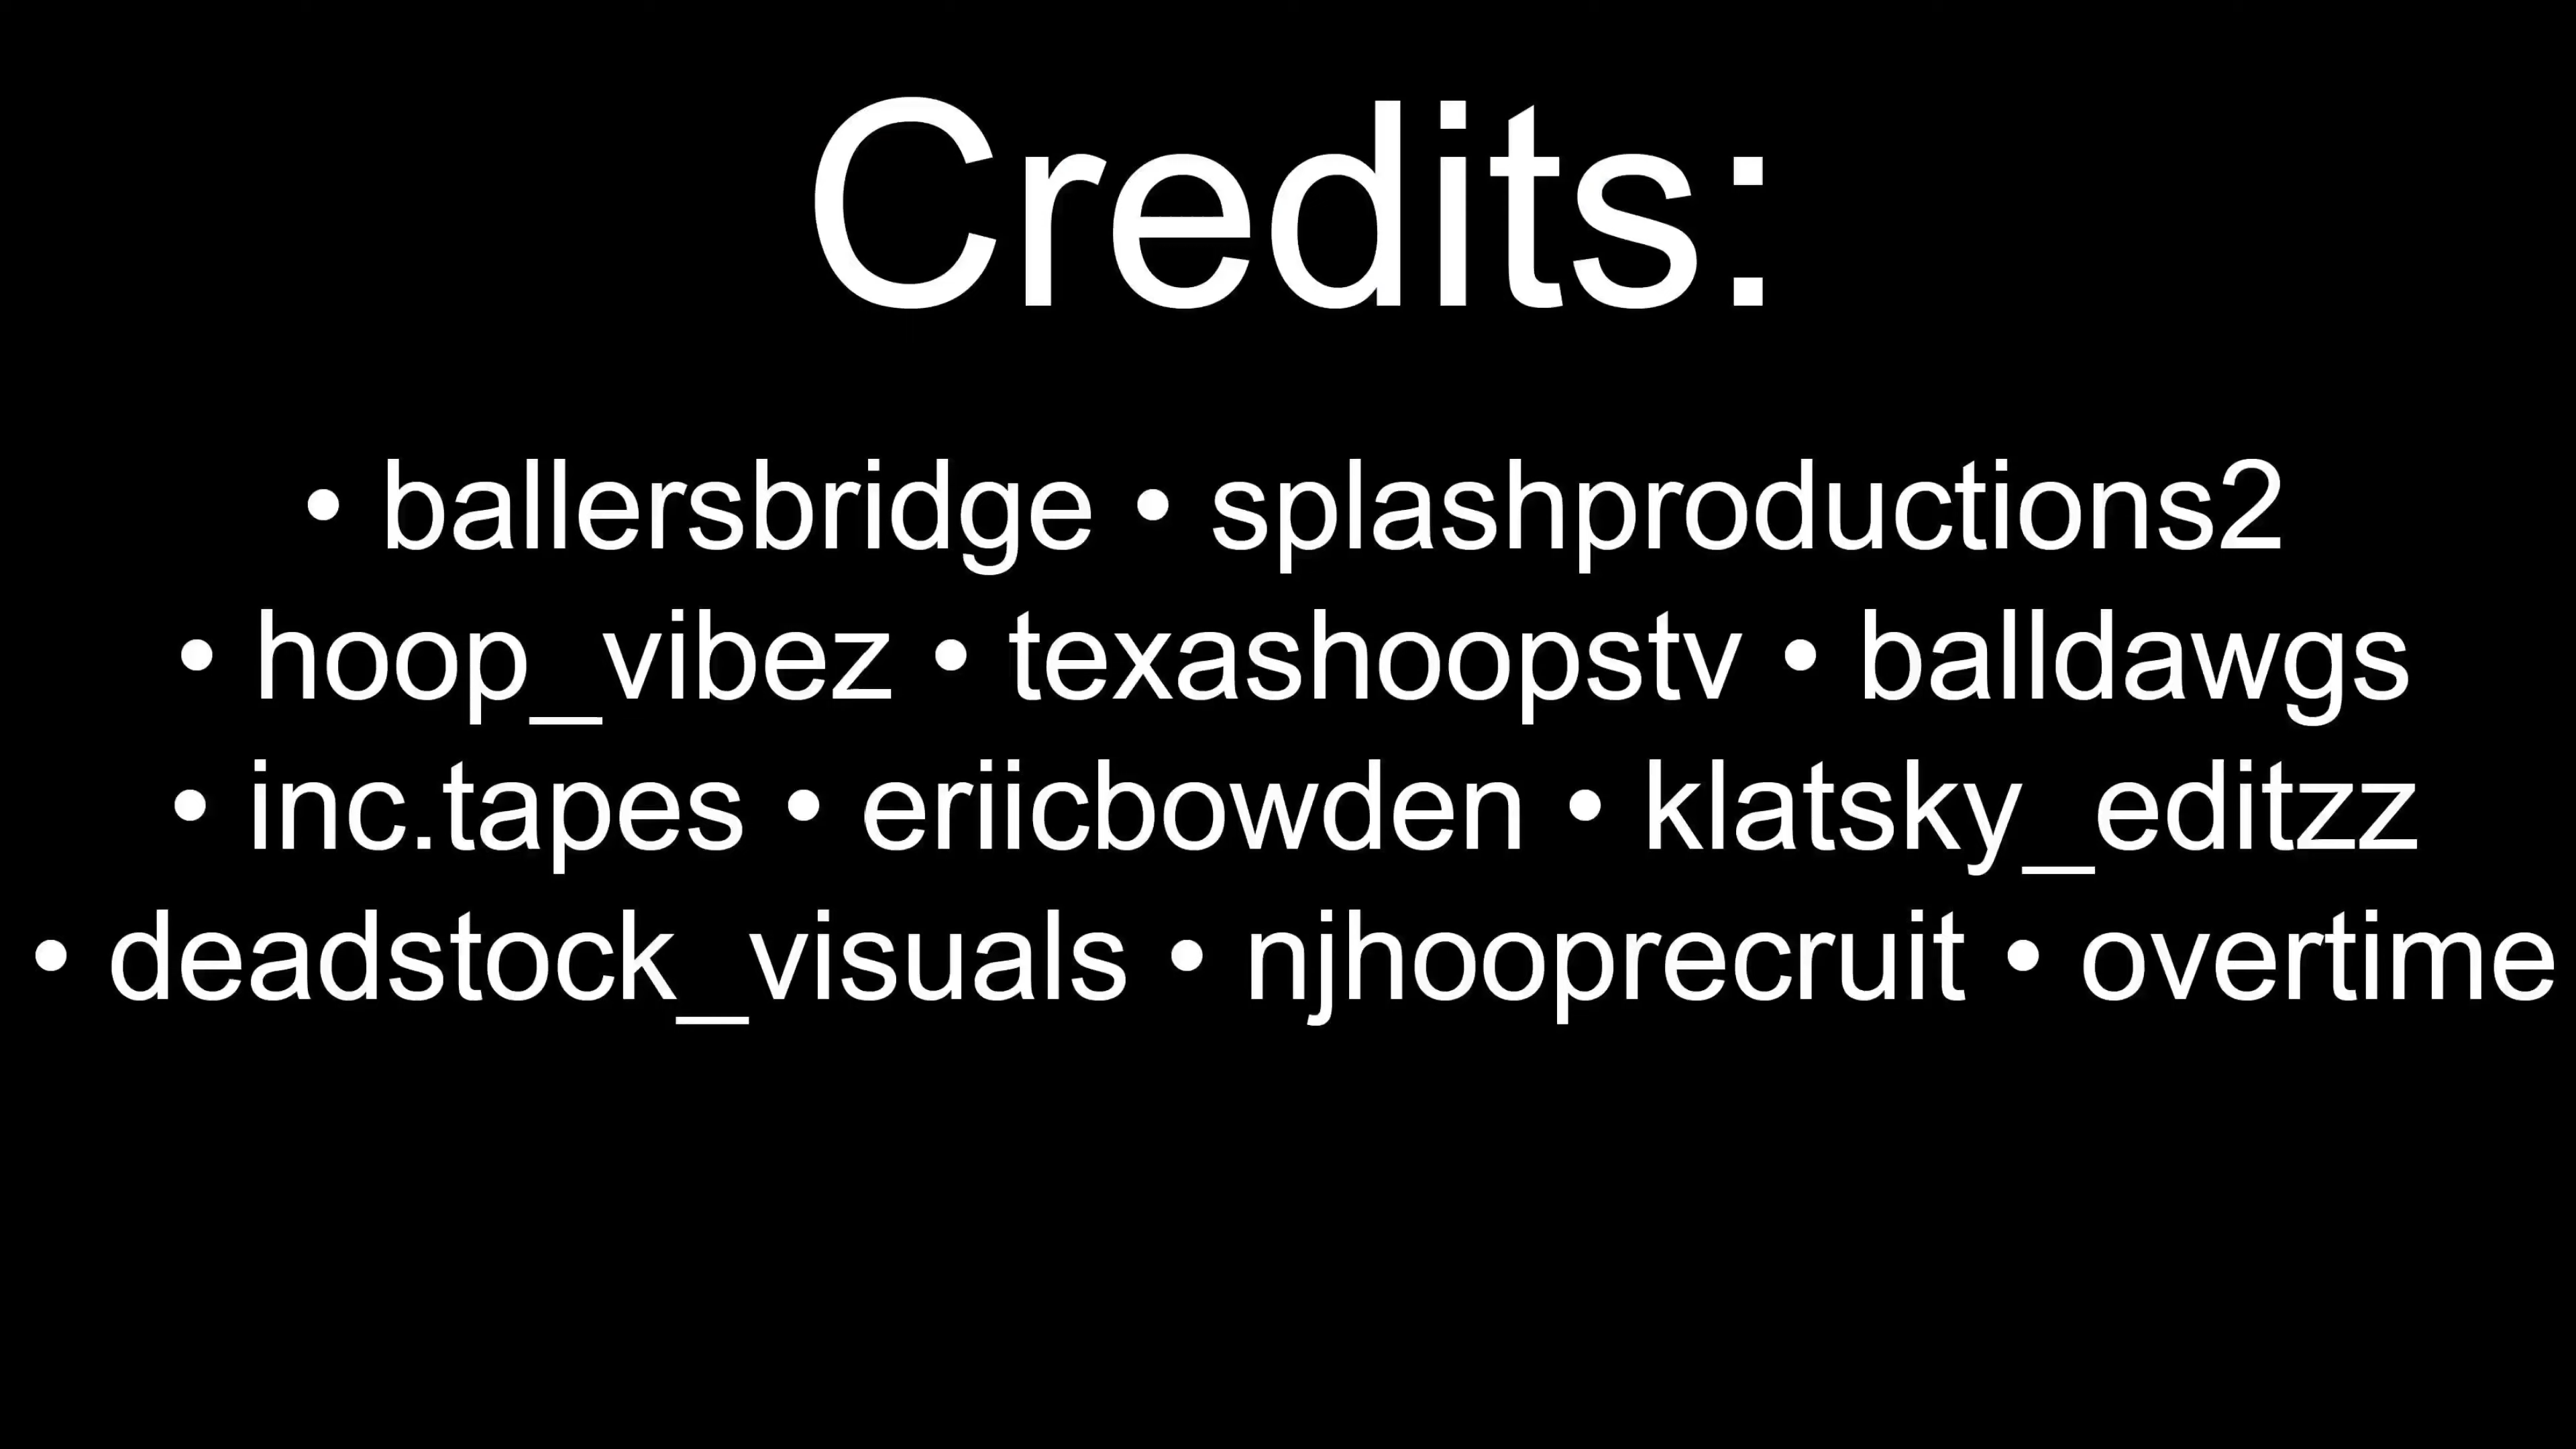 Credits:
• ballersbridge • splashproductions2
• hoop_vibez • texashoopstv • balldawgs
• inc.tapes • eriicbowden • klatsky_editzz
• deadstock_visuals • njhooprecruit • overtime